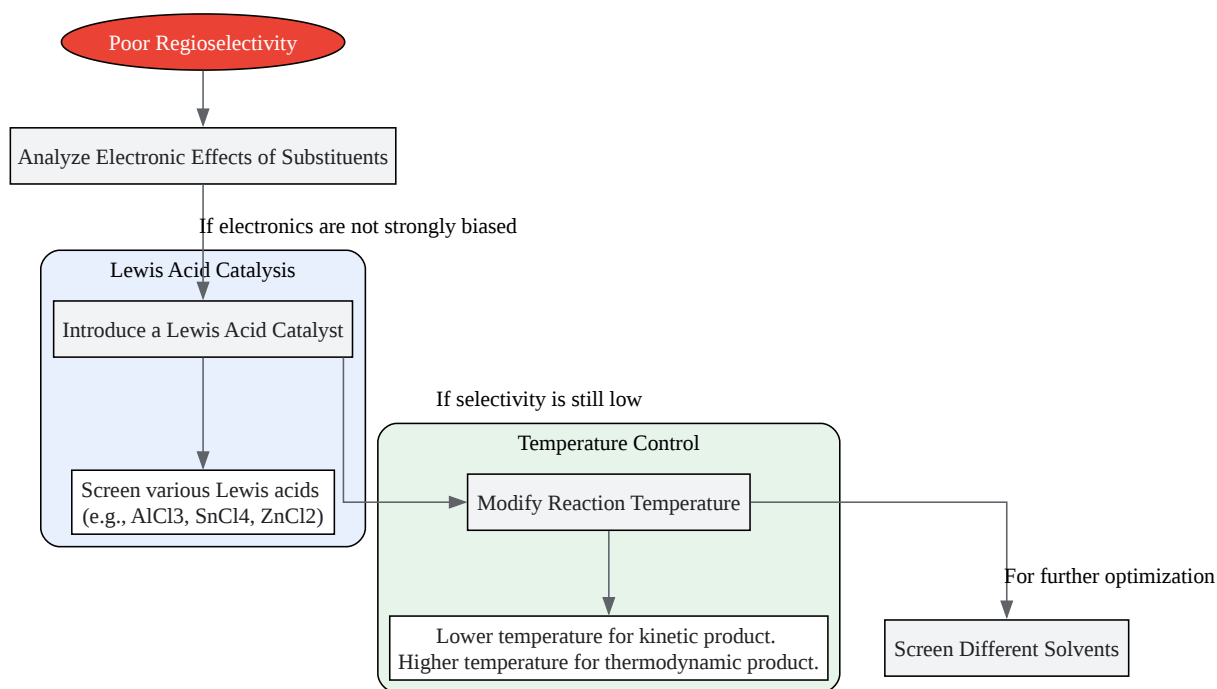 Poor Regioselectivity
Analyze Electronic Effects of Substituents
If electronics are not strongly biased
Lewis Acid Catalysis
Introduce a Lewis Acid Catalyst
If selectivity is still low
Temperature Control
Screen various Lewis acids
(e.g., AlCl3, SnCl4, ZnCl2)
Modify Reaction Temperature
For further optimization
Lower temperature for kinetic product.
Higher temperature for thermodynamic product.
Screen Different Solvents